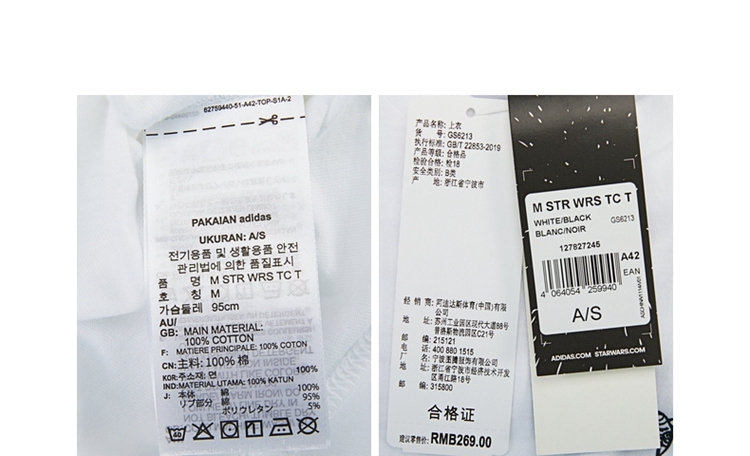 62759440-51-A42-TOP-S1A-2
PAKAIAN adidas
UKURAN: A/S
전기용품 및 생활용품 안전
관리법에 의한 품질표시
품 명 M STR WRS TC T
호 칭 M
가슴둘레 95cm
AU/
GB: MAIN MATERIAL:
100% COTTON
F: MATIERE PRINCIPALE: 100% COTON
CN: 主料: 100% 棉
KOR: 주소재: 면 100%
IND: MATERIAL UTAMA: 100% KATUN
J: 本体 綿 100%
リブ部分 綿 95%
ポリウレタン 5%
40
产品名称: 上衣
货 号: GS6213
执行标准: GB/T 22853-2019
产品等级: 合格品
检验合格: 检18
安全类别: B类
产 地: 浙江省宁波市
经 销 商: 阿迪达斯体育(中国)有限
公司
地 址: 苏州工业园区现代大道88号
普洛斯物流园区C21号
邮 编: 215121
电 话: 400 880 1515
厂 名: 宁波
服饰有限公司
地 址: 浙江省宁波市经济技术开发
区甬江路18号
邮 编: 315800
合格证
建议零售价: RMB269.00
M STR WRS TC T
WHITE/BLACK GS6213
BLANC/NOIR
127827245
A42
EAN
4 064054 259940
A/S
ADIDAS.COM STARWARS.COM